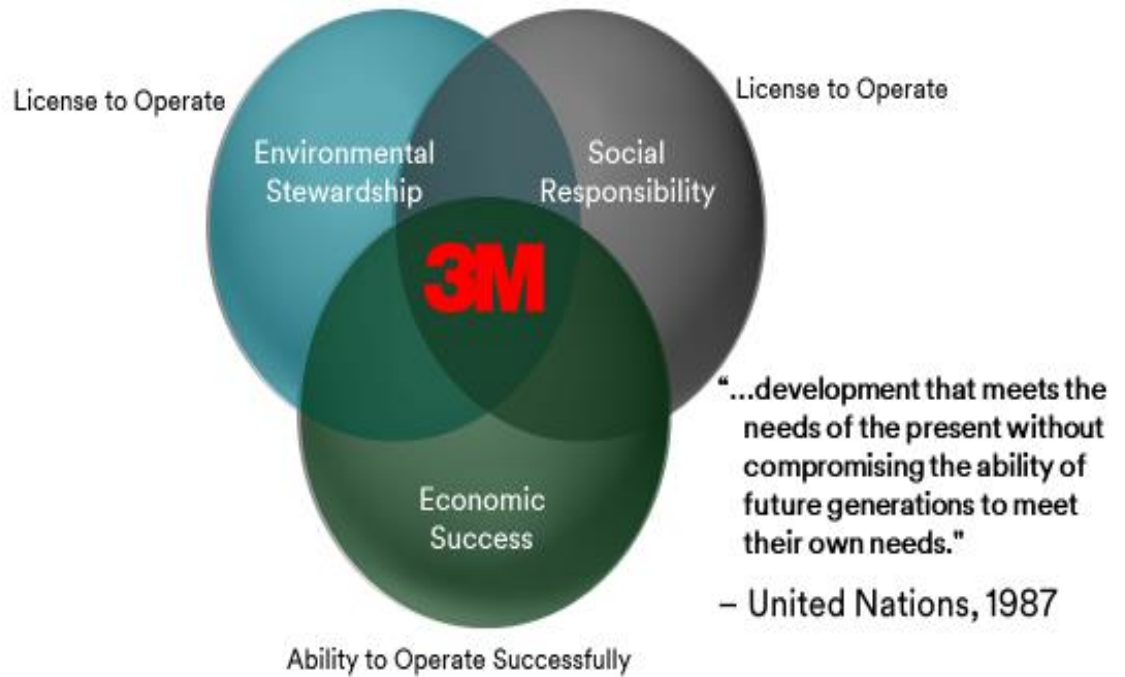 License to Operate
License to Operate
Environmental
Stewardship
Social
Responsibility
3M
Economic
Success
Ability to Operate Successfully
“...development that meets the
needs of the present without
compromising the ability of
future generations to meet
their own needs."
– United Nations, 1987